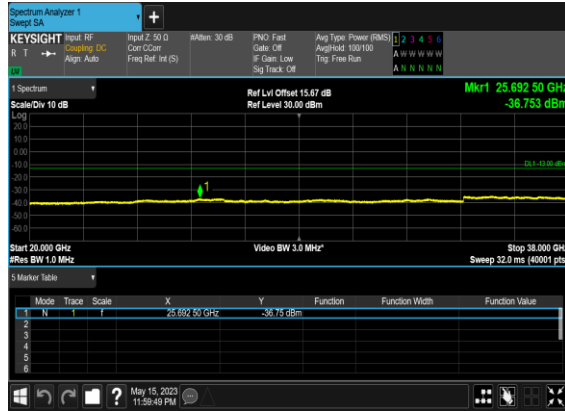 Spectrum Analyzer 1
Swept SA
+
KEYSIGHT Input: RF Input Z: 50 Ω #Atten: 30 dB PNO: Fast Avg Type: Power (RMS) 1 2 3 4 5 6
R T Coupling: DC Corr CCorr Gate: Off Avg|Hold: 100/100 A W W W W W
Align: Auto Freq Ref: Int (S) IF Gain: Low Trig: Free Run
Sig Track: Off A N N N N N
1 Spectrum Ref Lvl Offset 15.67 dB Mkr1 25.692 50 GHz
Scale/Div 10 dB Ref Level 30.00 dBm -36.753 dBm
Log
20.0
10.0
0.00
-10.0 DL1 -13.00 dBm
-20.0
-30.0 1
-40.0
-50.0
-60.0
Start 20.000 GHz Video BW 3.0 MHz* Stop 38.000 GHz
#Res BW 1.0 MHz Sweep 32.0 ms (40001 pts)
5 Marker Table
Mode Trace Scale X Y Function Function Width Function Value
1 N 1 f 25.692 50 GHz -36.75 dBm
2
3
4
5
6
? May 15, 2023
11:59:49 PM